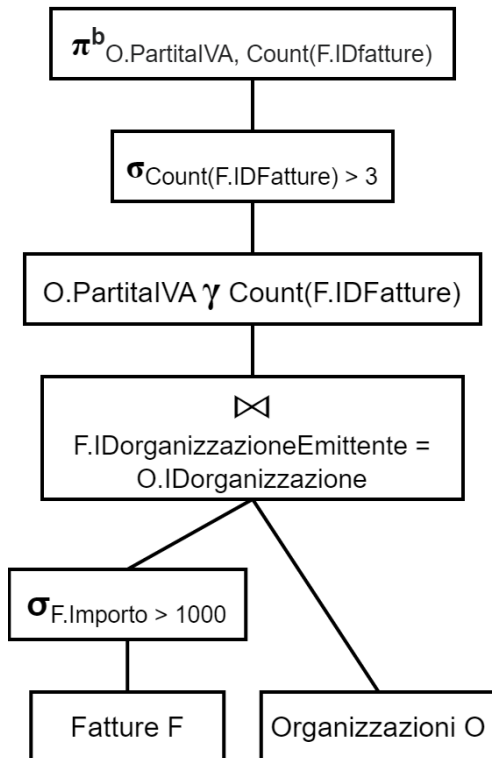 π^b O.PartitaIVA, Count(F.IDfatture)
σ Count(F.IDFatture) > 3
O.PartitaIVA γ Count(F.IDFatture)
⋈
F.IDorganizzazioneEmittente =
O.IDorganizzazione
σ F.Importo > 1000
Fatture F
Organizzazioni O